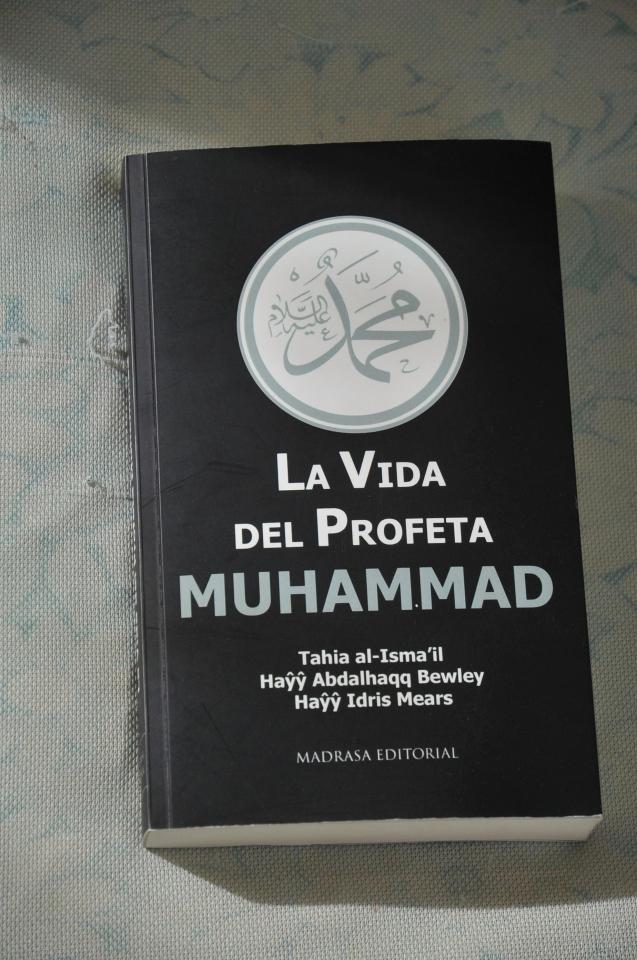 محمد
عليه السلام
LA VIDA
DEL PROFETA
MUHAMMAD
Tahia al-Isma'il
Haŷŷ Abdalhaqq Bewley
Haŷŷ Idris Mears
MADRASA EDITORIAL